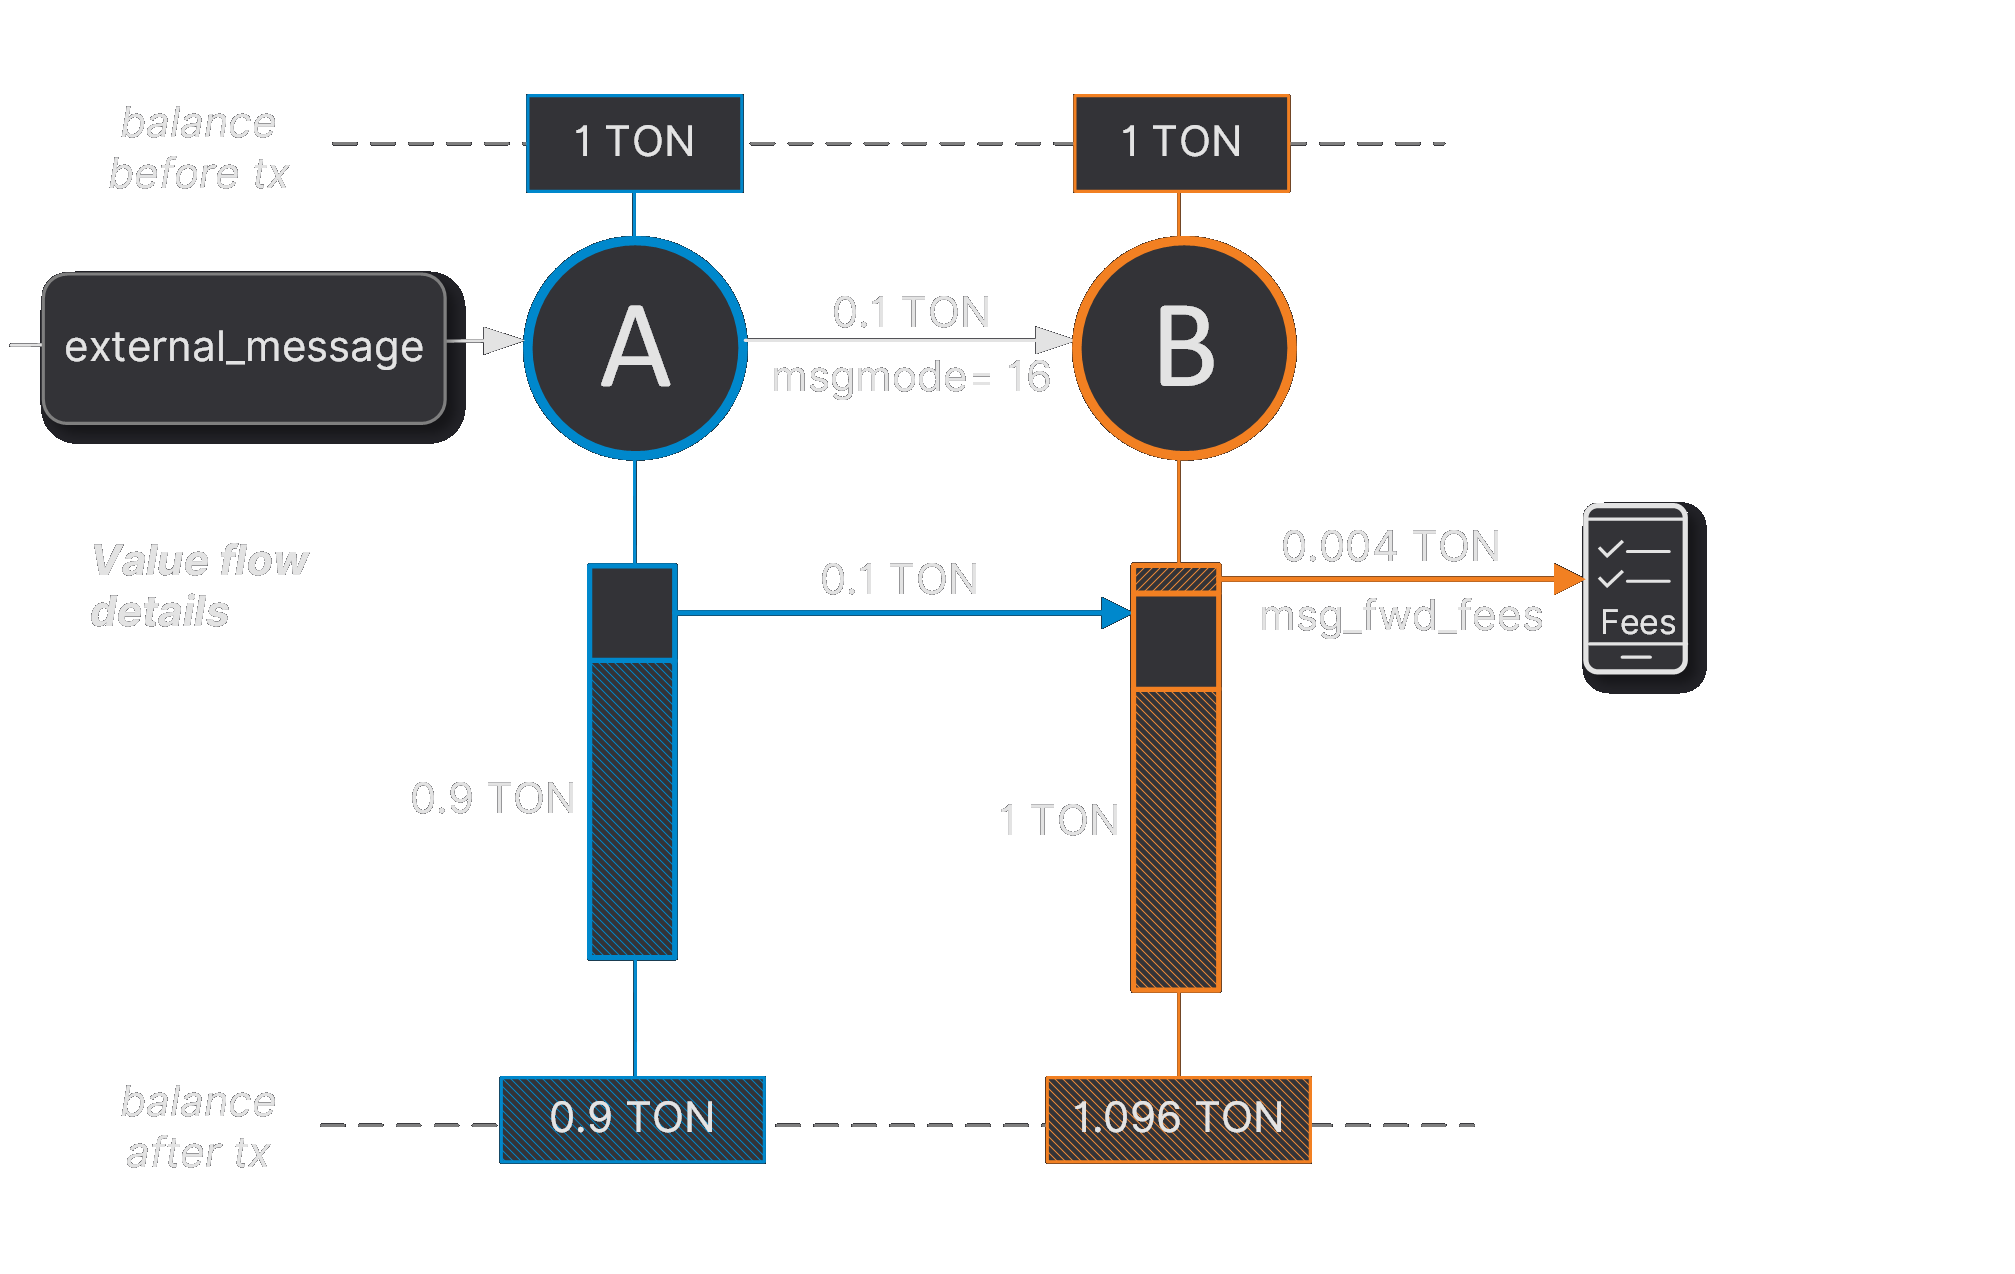 balance
before tx
1 TON
1 TON
external_message
A
0.1 TON
msgmode= 16
B
Value flow
details
0.1 TON
0.004 TON
msg_fwd_fees
Fees
0.9 TON
1 TON
balance
after tx
0.9 TON
1.096 TON